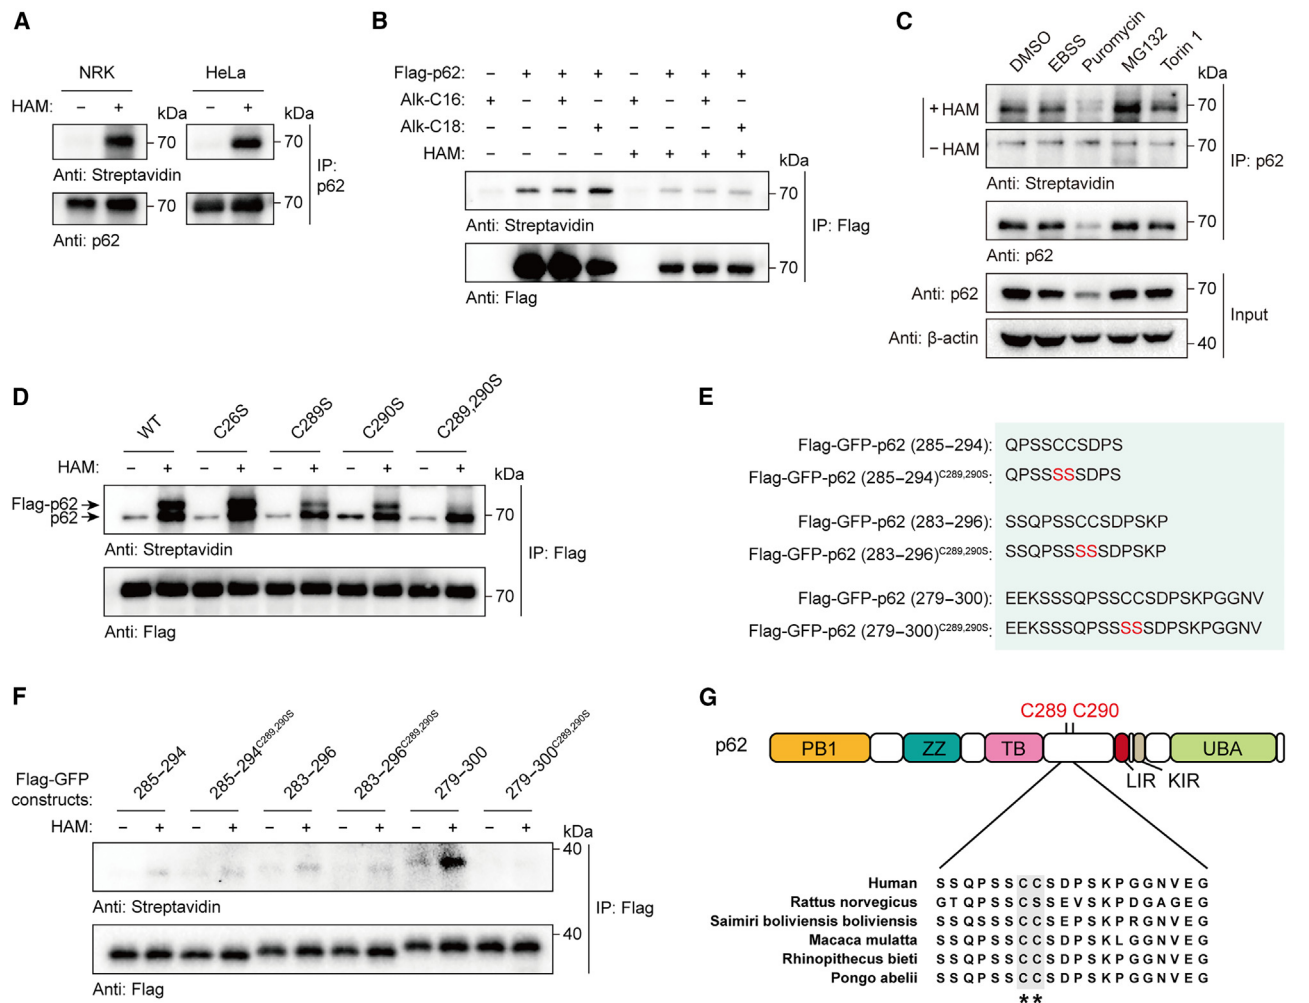 A
NRK HeLa
HAM: – + – +
kDa kDa
70 70
Anti: Streptavidin
70 70
Anti: p62
IP: p62
B
Flag-p62: – + + + – + + +
Alk-C16: + – + – + – + –
Alk-C18: – – – + – – – +
HAM: – – – – + + + +
kDa
70
Anti: Streptavidin
70
Anti: Flag
IP: Flag
C
DMSO EBSS Puromycin MG132 Torin 1
kDa
+ HAM 70
– HAM 70
Anti: Streptavidin
70
Anti: p62
IP: p62
Anti: p62 70
Anti: β-actin 40
Input
D
WT C26S C289S C290S C289,290S
HAM: – + – + – + – + – +
kDa
Flag-p62
p62 70
Anti: Streptavidin
70
Anti: Flag
IP: Flag
E
Flag-GFP-p62 (285–294): QPSSCCSDPS
Flag-GFP-p62 (285–294)C289,290S: QPSSSSSDPS
Flag-GFP-p62 (283–296): SSQPSSCCSDPSKP
Flag-GFP-p62 (283–296)C289,290S: SSQPSSSSSDPSKP
Flag-GFP-p62 (279–300): EEKSSSQPSSCCSDPSKPGGNV
Flag-GFP-p62 (279–300)C289,290S: EEKSSSQPSSSSSDPSKPGGNV
F
Flag-GFP constructs: 285–294 285–294C289,290S 283–296 283–296C289,290S 279–300 279–300C289,290S
HAM: – + – + – + – + – + – +
kDa
40
Anti: Streptavidin
40
Anti: Flag
IP: Flag
G
C289 C290
p62 PB1 ZZ TB UBA
LIR KIR
Human S S Q P S S C C S D P S K P G G N V E G
Rattus norvegicus G T Q P S S C S S E V S K P D G A G E G
Saimiri boliviensis boliviensis S S Q S S S C C S E P S K P R G N V E G
Macaca mulatta S S Q P S S C C S D P S K L G G N V E G
Rhinopithecus bieti S S Q P S S C C S D P S K P G G N V E G
Pongo abelii S S Q P S S C C S D P S K P G G N V E G
* *